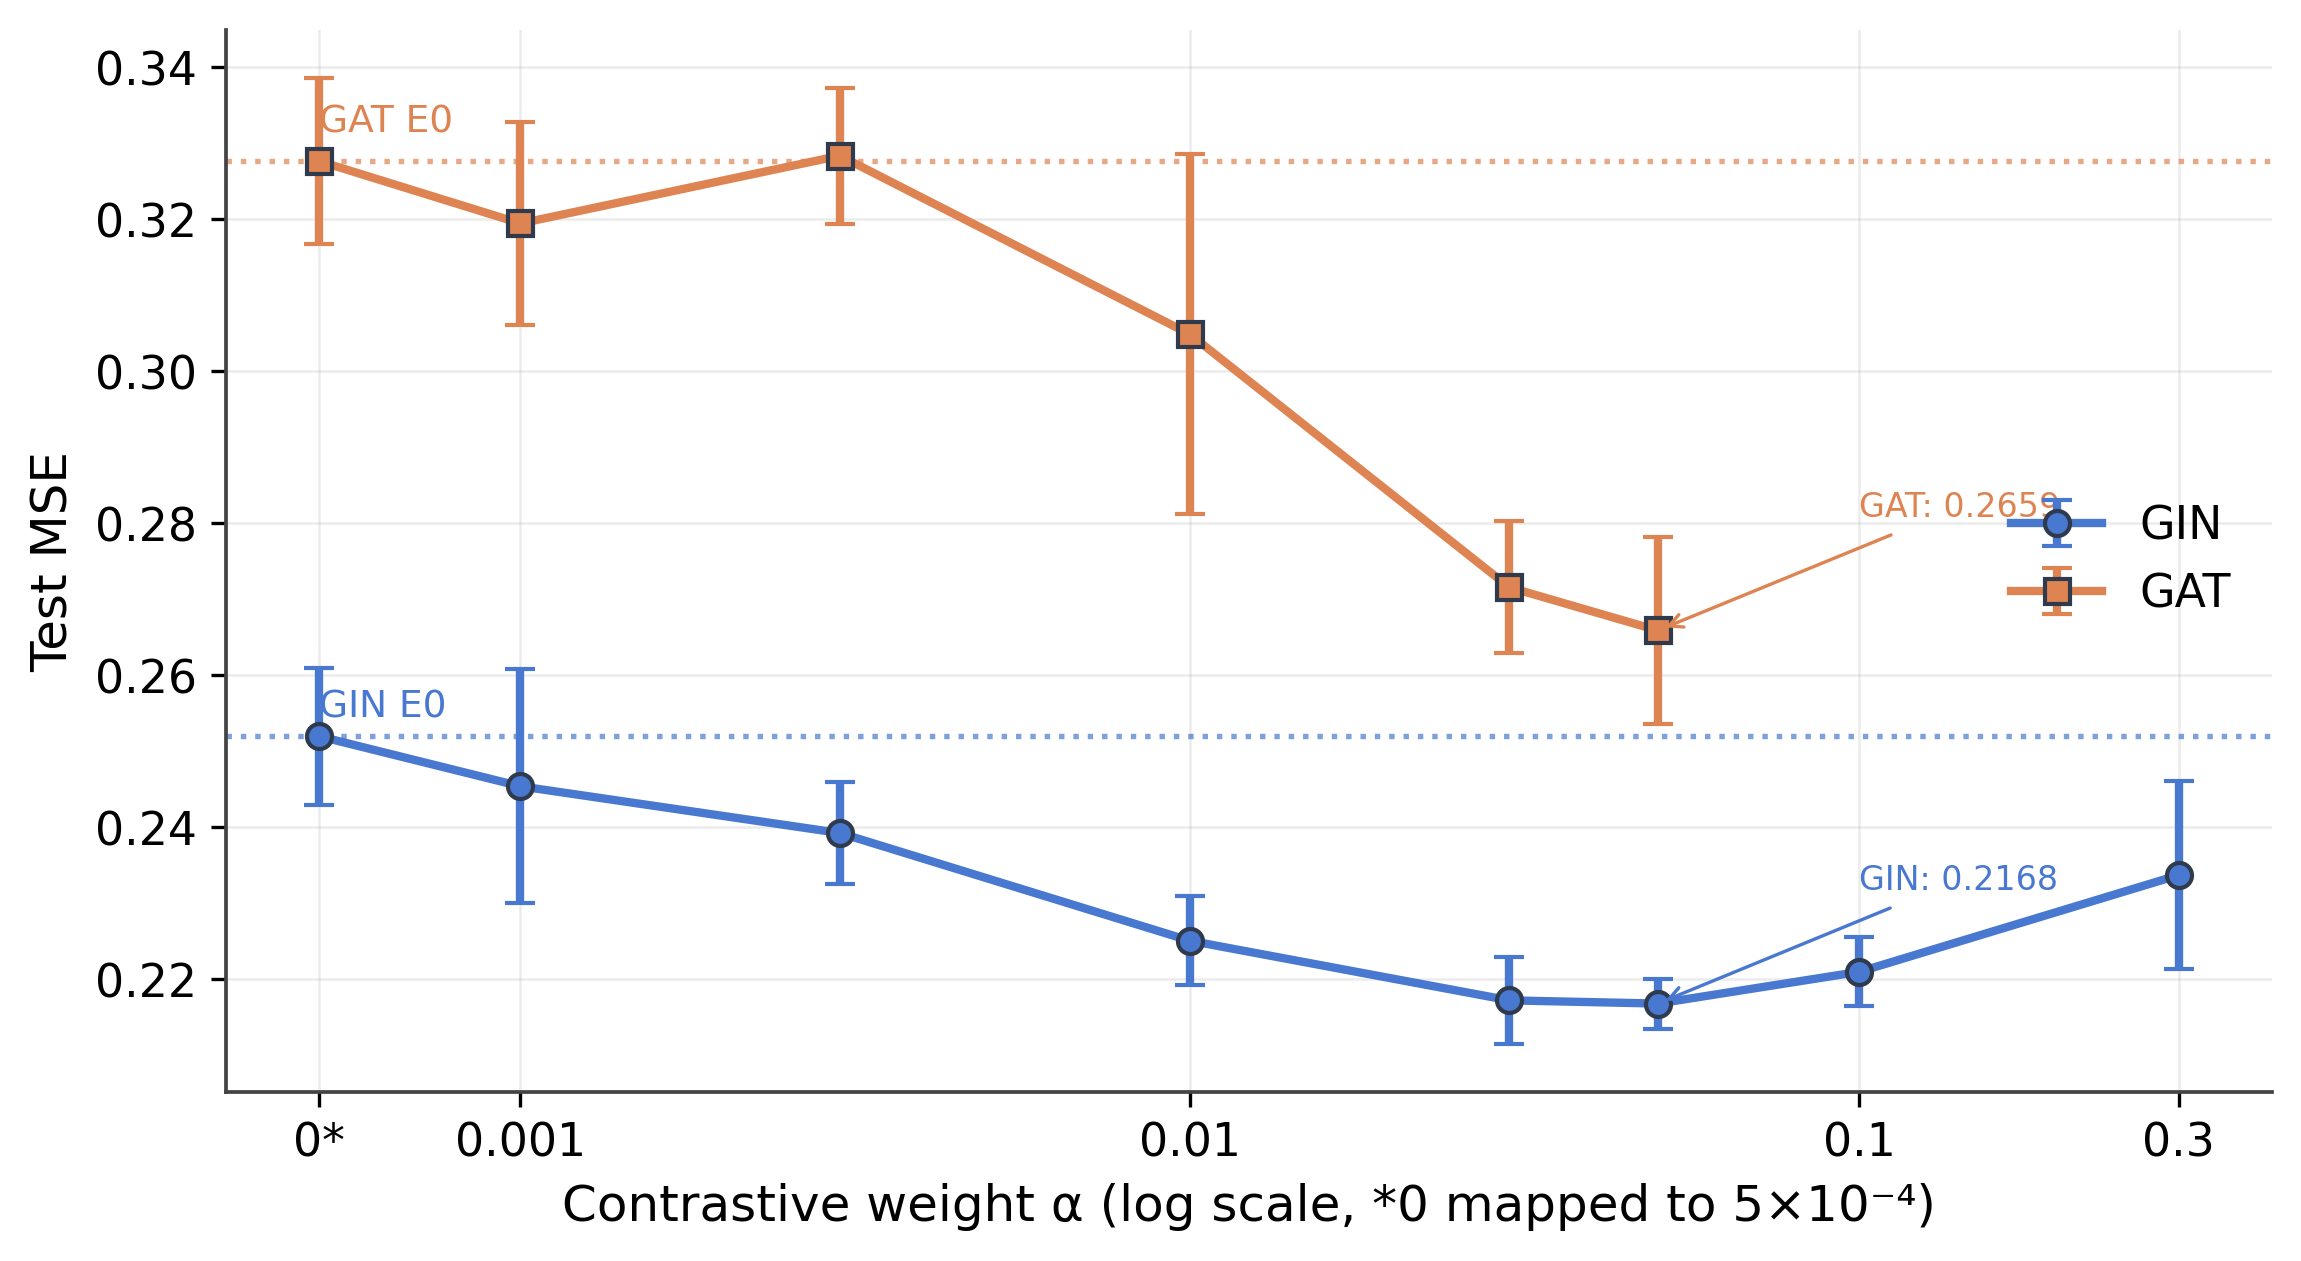 Test MSE
0.34
0.32
0.30
0.28
0.26
0.24
0.22
GAT E0
GIN E0
GAT: 0.2659
GIN: 0.2168
GIN
GAT
0*
0.001
0.01
0.1
0.3
Contrastive weight α (log scale, *0 mapped to 5×10⁻⁴)